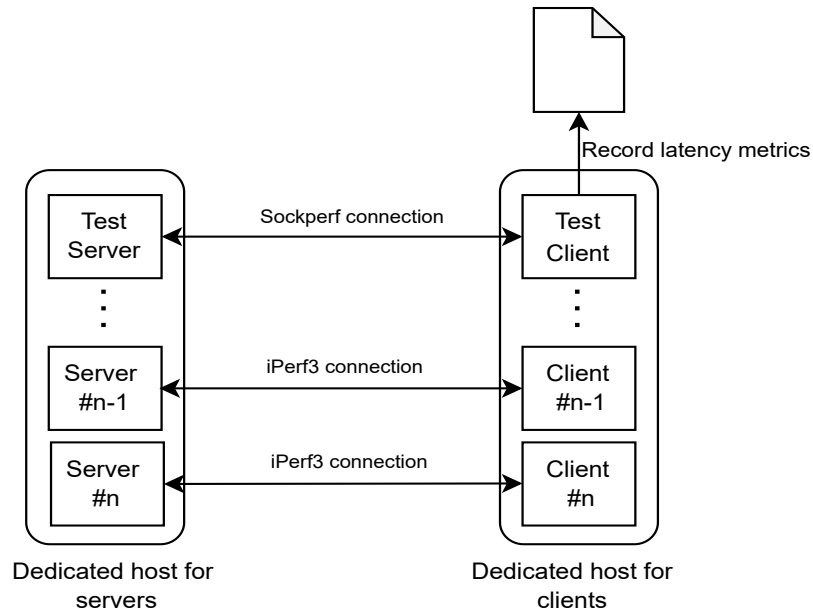 Record latency metrics
Test
Server
Sockperf connection
Test
Client
Server
#n-1
iPerf3 connection
Client
#n-1
Server
#n
iPerf3 connection
Client
#n
Dedicated host for
servers
Dedicated host for
clients